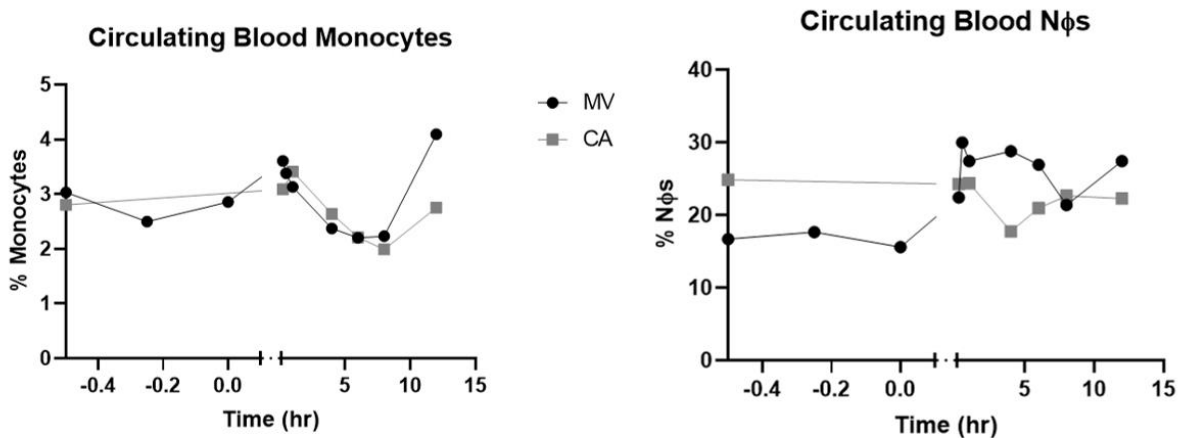 Circulating Blood Monocytes
% Monocytes
5
4
3
2
1
0
-0.4 -0.2 0.0 5 10 15
Time (hr)
MV
CA
Circulating Blood Nϕs
% Nϕs
40
30
20
10
0
-0.4 -0.2 0.0 5 10 15
Time (hr)